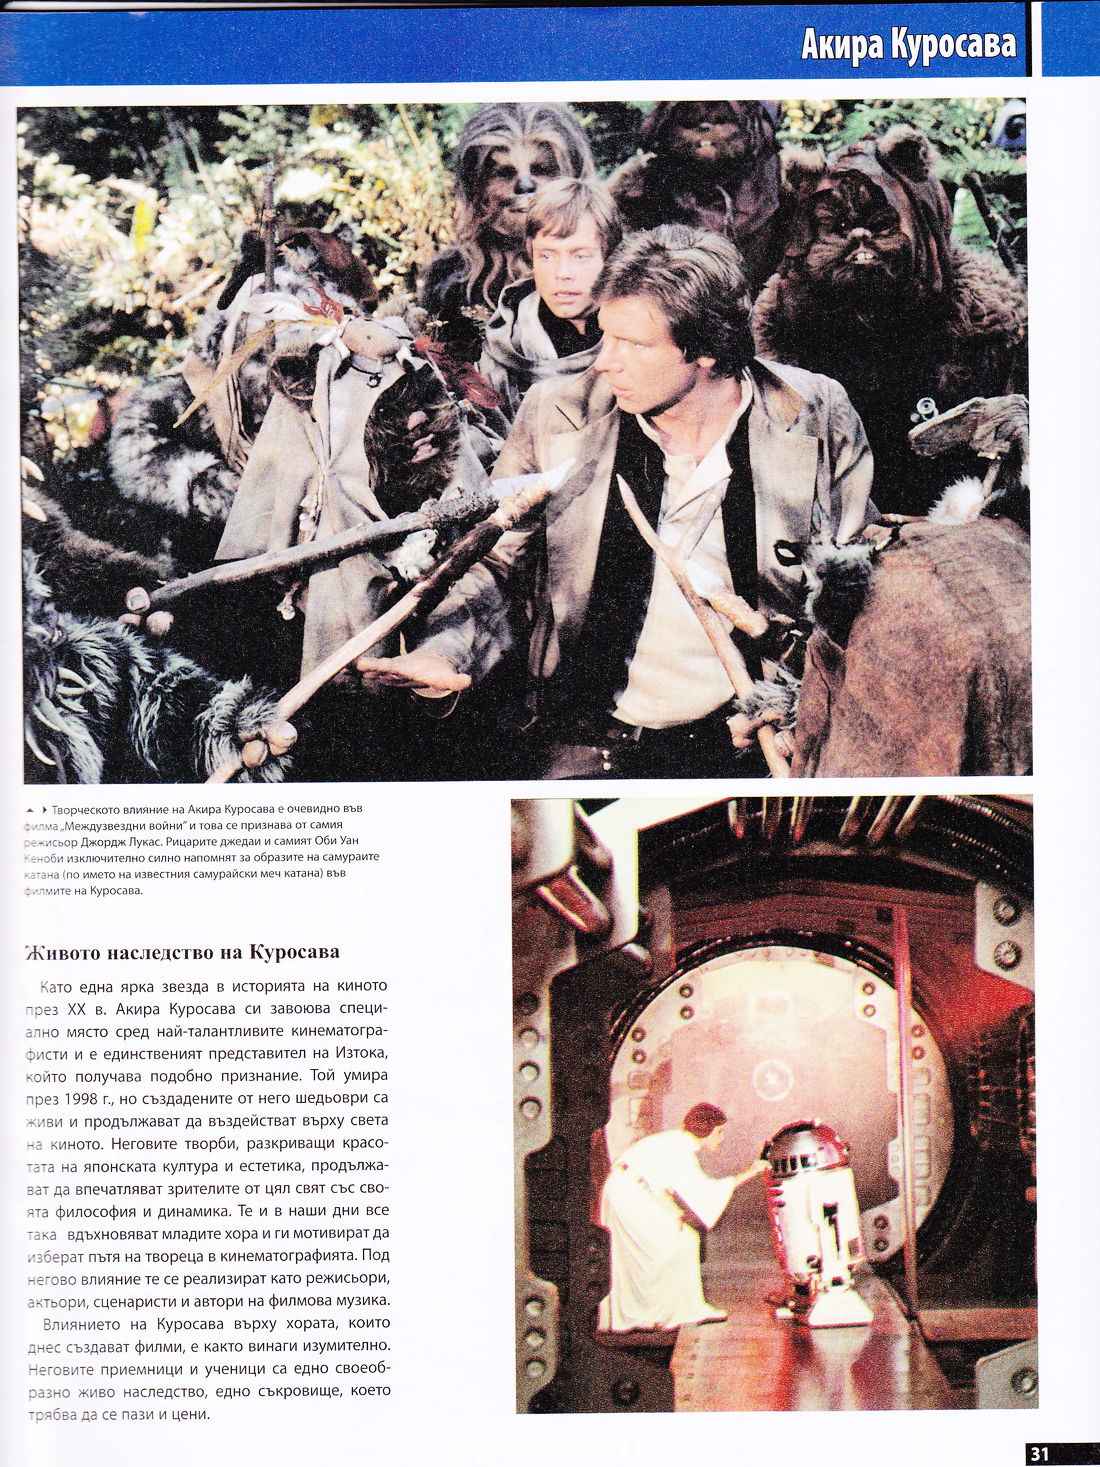 Акира Куросава
Творческото влияние на Акира Куросава е очевидно във
филма „Междузвездни войни" и това се признава от самия
режисьор Джордж Лукас. Рицарите джедаи и самият Оби Уан
Кеноби изключително силно напомнят за образите на самураите
катана (по името на известния самурайски меч катана) във
филмите на Куросава.
Живото наследство на Куросава
Като една ярка звезда в историята на киното
през XX в. Акира Куросава си завоюва специ-
ално място сред най-талантливите кинематогра-
фисти и е единственият представител на Изтока,
който получава подобно признание. Той умира
през 1998 г., но създадените от него шедьоври са
живи и продължават да въздействат върху света
на киното. Неговите творби, разкриващи красо-
тата на японската култура и естетика, продължа-
ват да впечатляват зрителите от цял свят със сво-
ята философия и динамика. Те и в наши дни все
така вдъхновяват младите хора и ги мотивират да
изберат пътя на твореца в кинематографията. Под
негово влияние те се реализират като режисьори,
актьори, сценаристи и автори на филмова музика.
Влиянието на Куросава върху хората, които
днес създават филми, е както винаги изумително.
Неговите приемници и ученици са едно своеоб-
разно живо наследство, едно съкровище, което
трябва да се пази и цени.
31